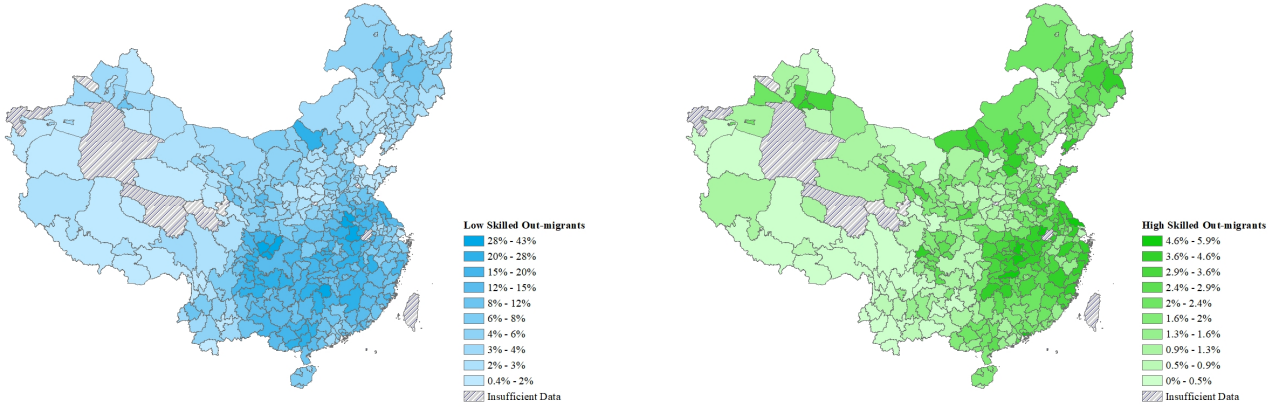 Low Skilled Out-migrants
28% - 43%
20% - 28%
15% - 20%
12% - 15%
8% - 12%
6% - 8%
4% - 6%
3% - 4%
2% - 3%
0.4% - 2%
Insufficient Data
High Skilled Out-migrants
4.6% - 5.9%
3.6% - 4.6%
2.9% - 3.6%
2.4% - 2.9%
2% - 2.4%
1.6% - 2%
1.3% - 1.6%
0.9% - 1.3%
0.5% - 0.9%
0% - 0.5%
Insufficient Data